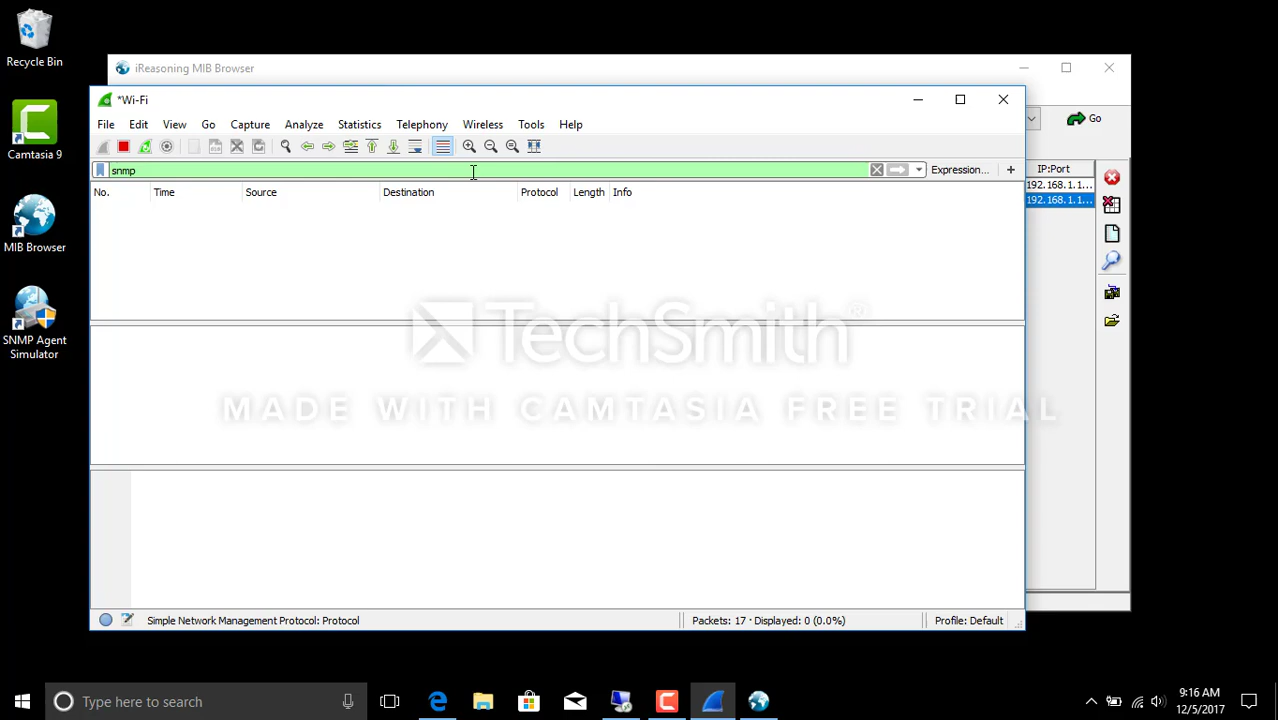 Recycle Bin
Camtasia 9
MIB Browser
SNMP Agent
Simulator
iReasoning MIB Browser
Go
IP:Port
192.168.1.1...
192.168.1.1...
*Wi-Fi
File Edit View Go Capture Analyze Statistics Telephony Wireless Tools Help
snmp
Expression... +
No. Time Source Destination Protocol Length Info
TechSmith®
MADE WITH CAMTASIA FREE TRIAL
Simple Network Management Protocol: Protocol
Packets: 17 · Displayed: 0 (0.0%)
Profile: Default
Type here to search
9:16 AM
12/5/2017